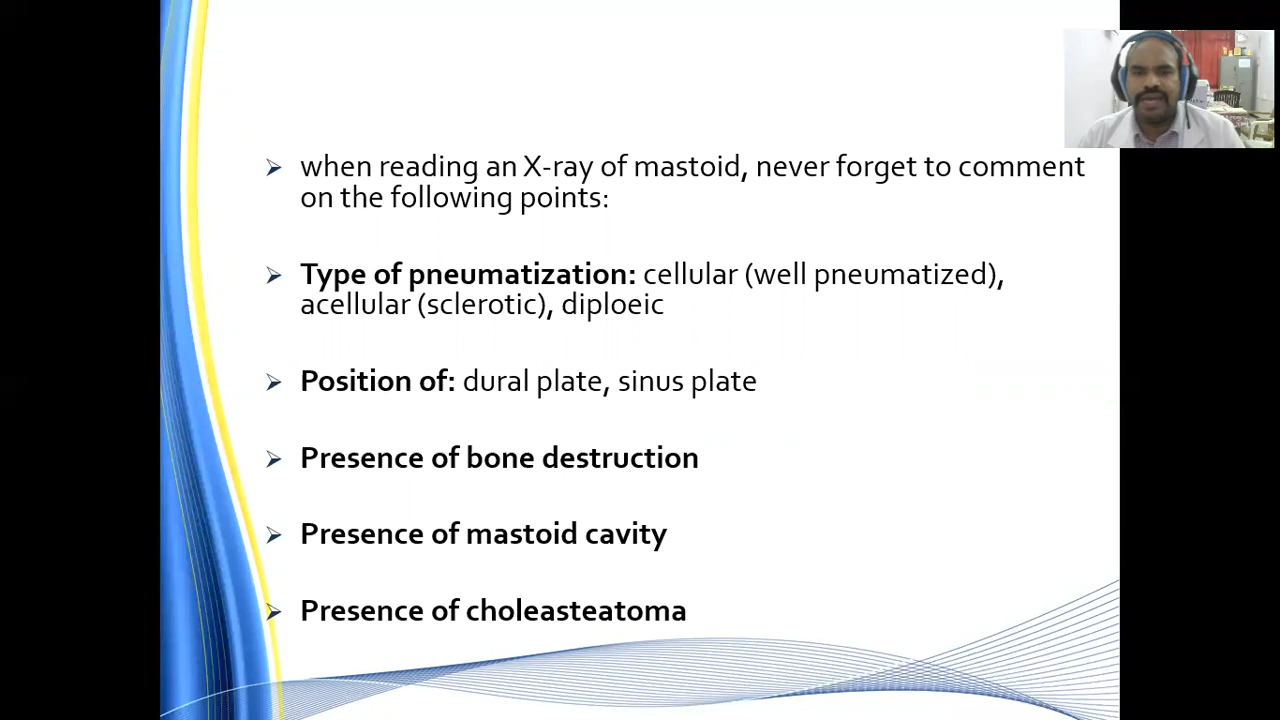 when reading an X-ray of mastoid, never forget to comment
on the following points:
Type of pneumatization: cellular (well pneumatized),
acellular (sclerotic), diploeic
Position of: dural plate, sinus plate
Presence of bone destruction
Presence of mastoid cavity
Presence of choleasteatoma